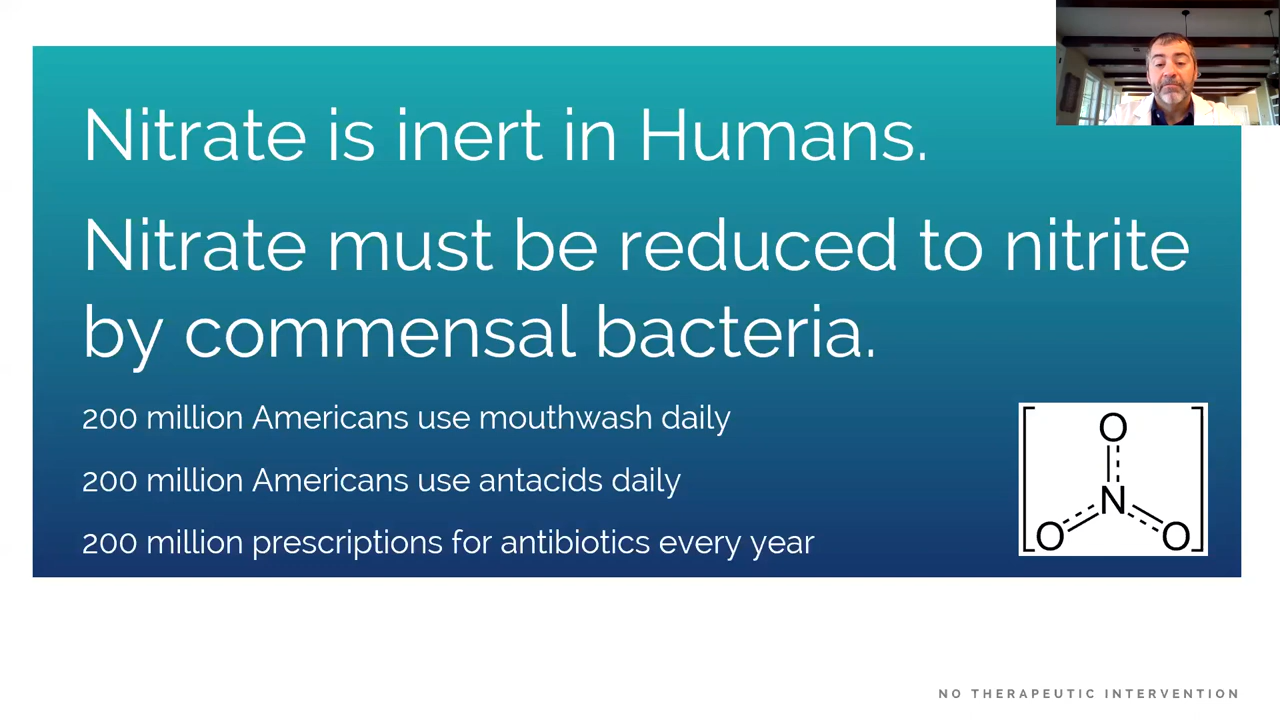 Nitrate is inert in Humans.
Nitrate must be reduced to nitrite
by commensal bacteria.
200 million Americans use mouthwash daily
200 million Americans use antacids daily
200 million prescriptions for antibiotics every year
O
N
O O
NO THERAPEUTIC INTERVENTION